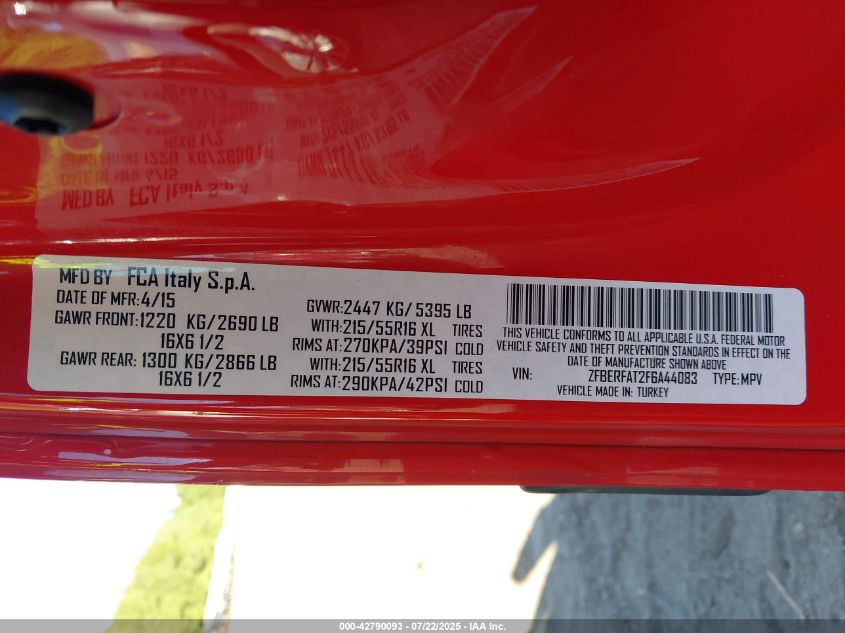 MFD BY FCA Italy S.p.A.
DATE OF MFR:4/15
GAWR FRONT:1220 KG/2690 LB
16X6 1/2
GAWR REAR:1300 KG/2866 LB
16X6 1/2
GVWR:2447 KG/5395 LB
WITH:215/55R16 XL TIRES
RIMS AT:270KPA/39PSI COLD
WITH:215/55R16 XL TIRES
RIMS AT:290KPA/42PSI COLD
THIS VEHICLE CONFORMS TO ALL APPLICABLE U.S.A. FEDERAL MOTOR
VEHICLE SAFETY AND THEFT PREVENTION STANDARDS IN EFFECT ON THE
DATE OF MANUFACTURE SHOWN ABOVE
VIN: ZFBERFAT2F6A44083 TYPE:MPV
VEHICLE MADE IN: TURKEY
000-42790093 - 07/22/2025 - IAA Inc.